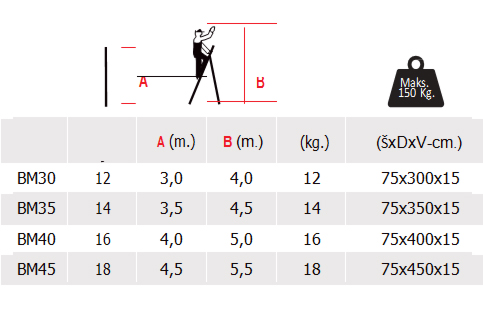 A
B
Maks.
150 Kg.
A (m.) B (m.) (kg.) (šxDxV-cm.)
BM30 12 3,0 4,0 12 75x300x15
BM35 14 3,5 4,5 14 75x350x15
BM40 16 4,0 5,0 16 75x400x15
BM45 18 4,5 5,5 18 75x450x15